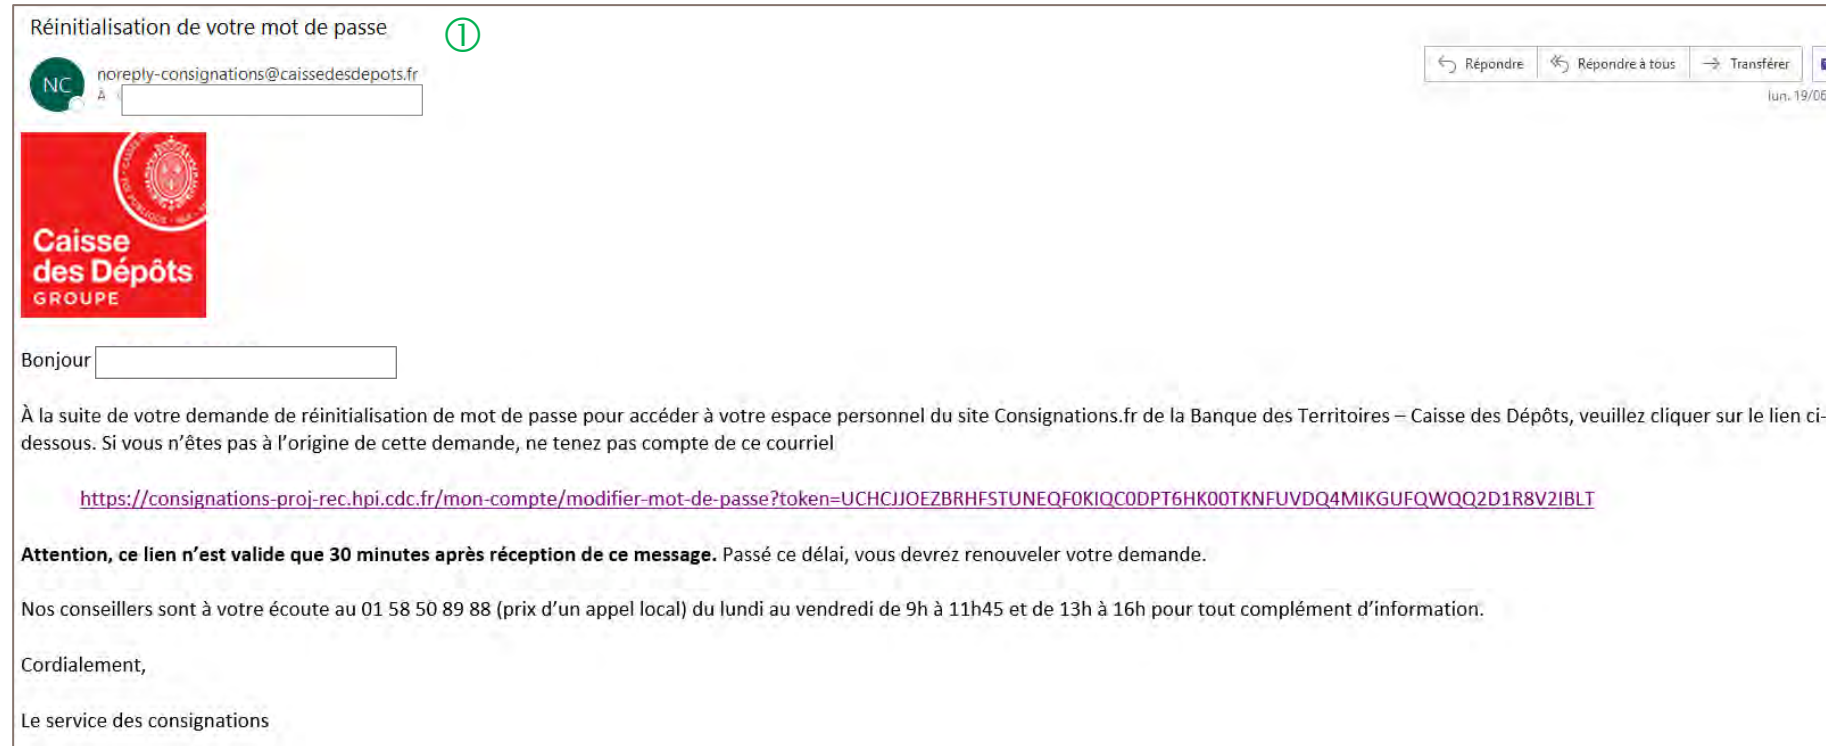 Réinitialisation de votre mot de passe
①
NC
noreply-consignations@caissedesdepots.fr
À
Répondre
Répondre à tous
Transférer
lun. 19/06
Caisse
des Dépôts
GROUPE
Bonjour
À la suite de votre demande de réinitialisation de mot de passe pour accéder à votre espace personnel du site Consignations.fr de la Banque des Territoires – Caisse des Dépôts, veuillez cliquer sur le lien ci-
dessous. Si vous n’êtes pas à l’origine de cette demande, ne tenez pas compte de ce courriel
https://consignations-proj-rec.hpi.cdc.fr/mon-compte/modifier-mot-de-passe?token=UCHCJJOEZBRHFSTUNEQF0KIQC0DPT6HK00TKNFUVDQ4MIKGUFQWQQ2D1R8V2IBLT
Attention, ce lien n’est valide que 30 minutes après réception de ce message. Passé ce délai, vous devrez renouveler votre demande.
Nos conseillers sont à votre écoute au 01 58 50 89 88 (prix d’un appel local) du lundi au vendredi de 9h à 11h45 et de 13h à 16h pour tout complément d’information.
Cordialement,
Le service des consignations